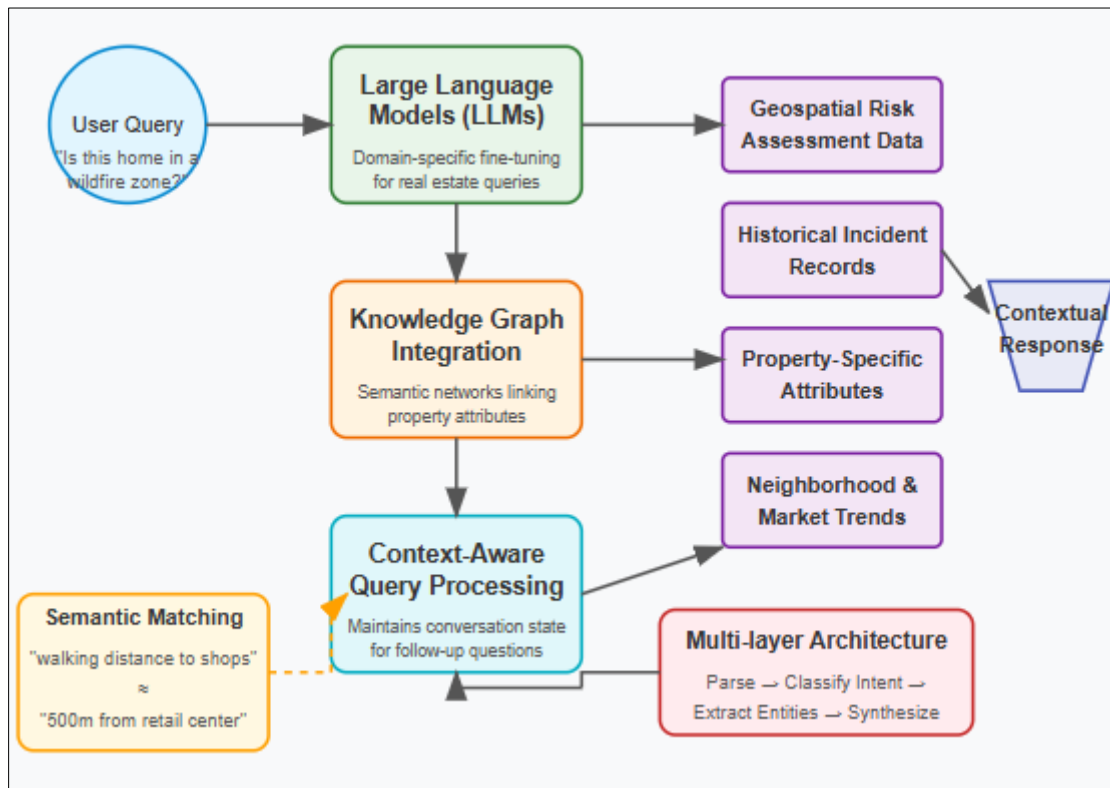 User Query
"Is this home in a
wildfire zone?"
Large Language
Models (LLMs)
Domain-specific fine-tuning
for real estate queries
Geospatial Risk
Assessment Data
Historical Incident
Records
Contextual
Response
Knowledge Graph
Integration
Semantic networks linking
property attributes
Property-Specific
Attributes
Neighborhood &
Market Trends
Context-Aware
Query Processing
Maintains conversation state
for follow-up questions
Semantic Matching
"walking distance to shops"
≈
"500m from retail center"
Multi-layer Architecture
Parse → Classify Intent →
Extract Entities → Synthesize